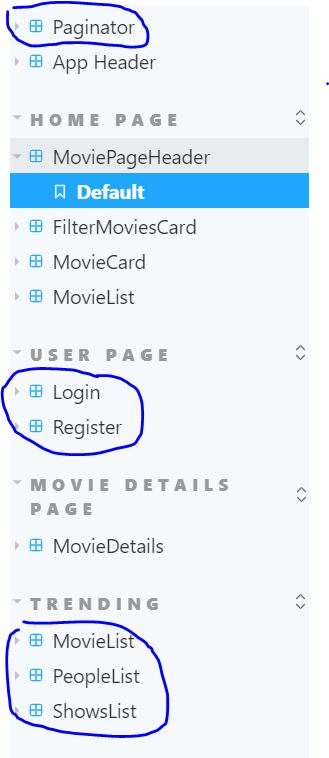 Paginator
App Header
HOME PAGE
MoviePageHeader
Default
FilterMoviesCard
MovieCard
MovieList
USER PAGE
Login
Register
MOVIE DETAILS
PAGE
MovieDetails
TRENDING
MovieList
PeopleList
ShowsList